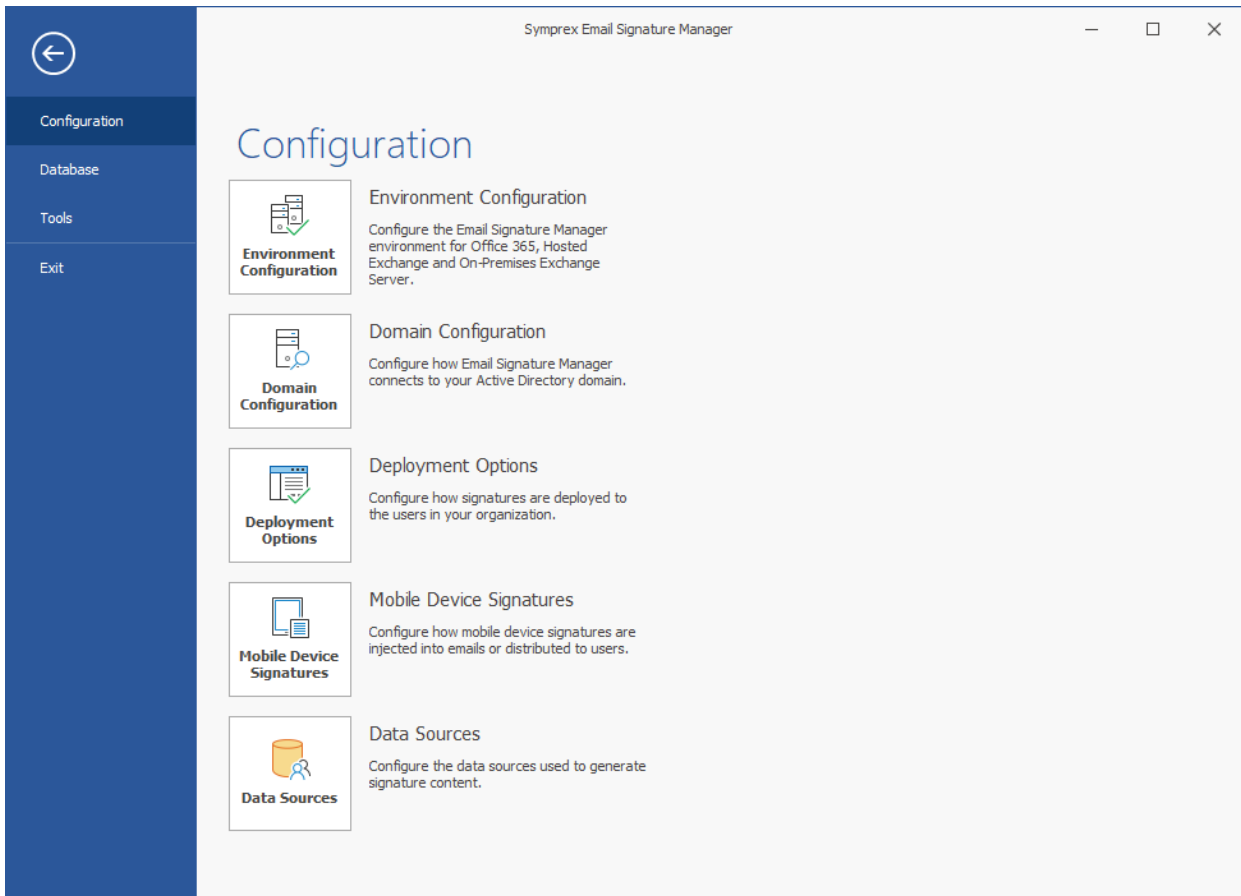 Symprex Email Signature Manager
Configuration
Database
Tools
Exit
Configuration
Environment
Configuration
Environment Configuration
Configure the Email Signature Manager
environment for Office 365, Hosted
Exchange and On-Premises Exchange
Server.
Domain
Configuration
Domain Configuration
Configure how Email Signature Manager
connects to your Active Directory domain.
Deployment
Options
Deployment Options
Configure how signatures are deployed to
the users in your organization.
Mobile Device
Signatures
Mobile Device Signatures
Configure how mobile device signatures are
injected into emails or distributed to users.
Data Sources
Data Sources
Configure the data sources used to generate
signature content.